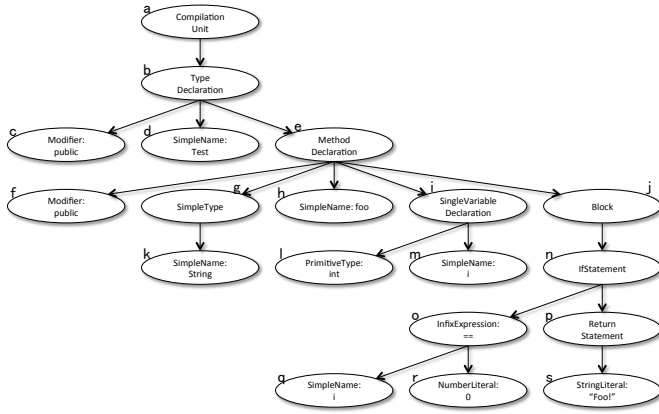 a
Compilation
Unit
b
Type
Declaration
c
Modifier:
public
d
SimpleName:
Test
e
Method
Declaration
f
Modifier:
public
g
SimpleType
h
SimpleName: foo
i
SingleVariable
Declaration
j
Block
k
SimpleName:
String
l
PrimitiveType:
int
m
SimpleName:
i
n
IfStatement
o
InfixExpression:
==
p
Return
Statement
q
SimpleName:
i
r
NumberLiteral:
0
s
StringLiteral:
"Foo!"